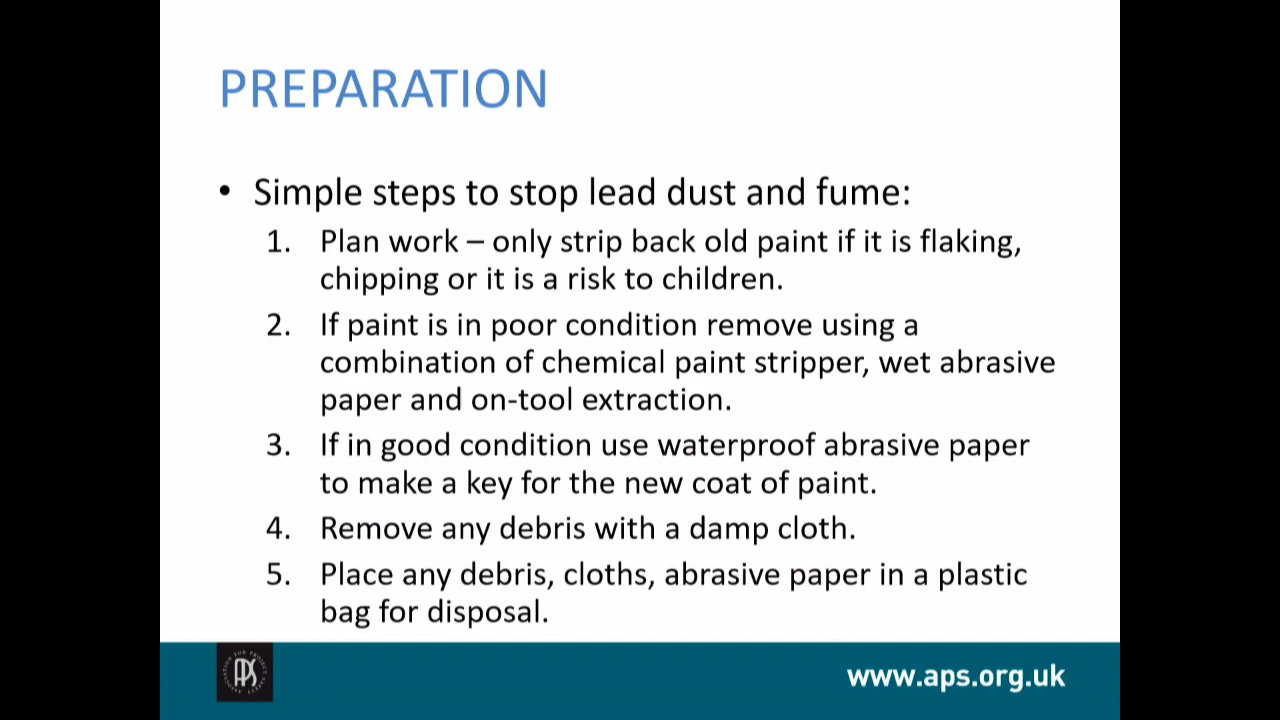 PREPARATION
• Simple steps to stop lead dust and fume:
1. Plan work – only strip back old paint if it is flaking,
chipping or it is a risk to children.
2. If paint is in poor condition remove using a
combination of chemical paint stripper, wet abrasive
paper and on-tool extraction.
3. If in good condition use waterproof abrasive paper
to make a key for the new coat of paint.
4. Remove any debris with a damp cloth.
5. Place any debris, cloths, abrasive paper in a plastic
bag for disposal.
APS
www.aps.org.uk